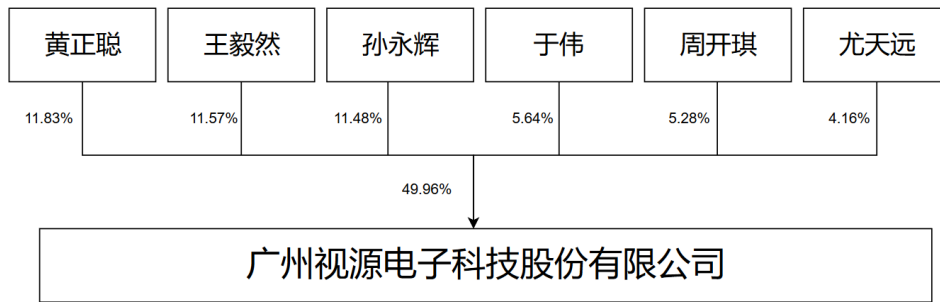 黄正聪 王毅然 孙永辉 于伟 周开琪 尤天远
11.83% 11.57% 11.48% 5.64% 5.28% 4.16%
49.96%
广州视源电子科技股份有限公司